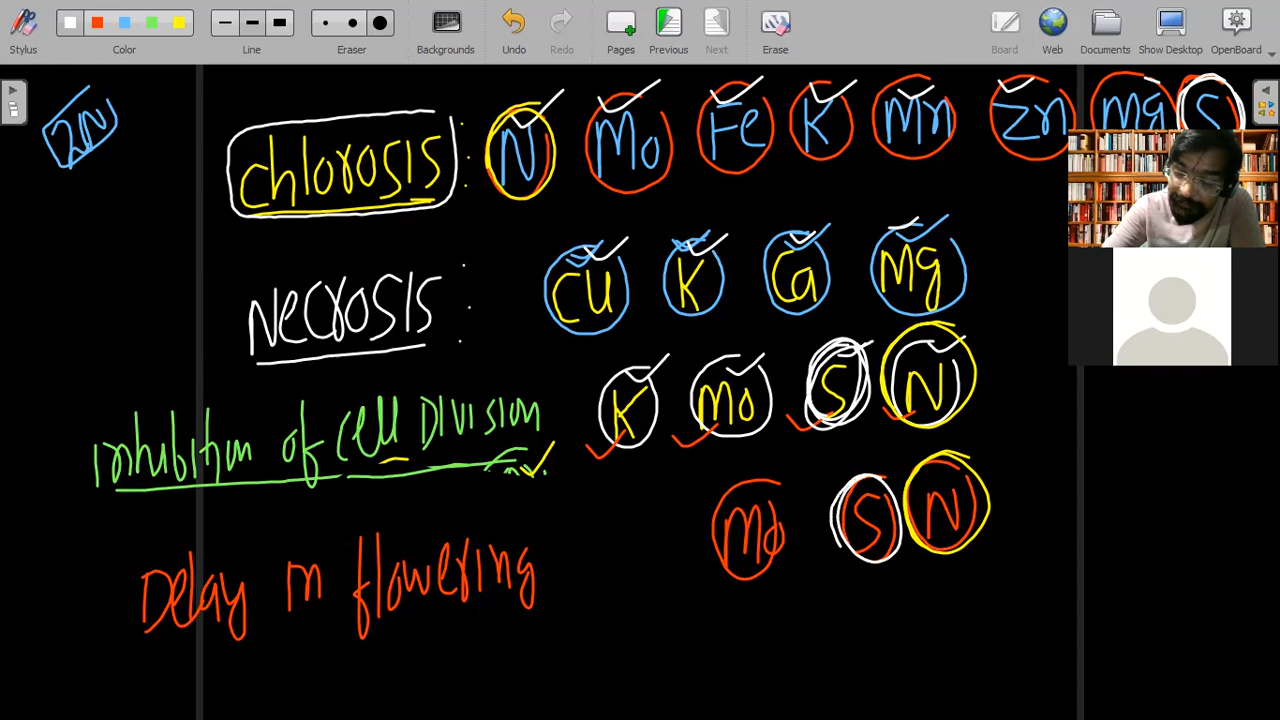 Stylus Color Line Eraser Backgrounds Undo Redo Pages Previous Next Erase Board Web Documents Show Desktop OpenBoard
2N
chlorosis : N Mo Fe K Mn Zn Mg S
Necrosis : Cu K Ca Mg
Inhibition of cell Division K Mo S N
Delay in flowering Mo S N